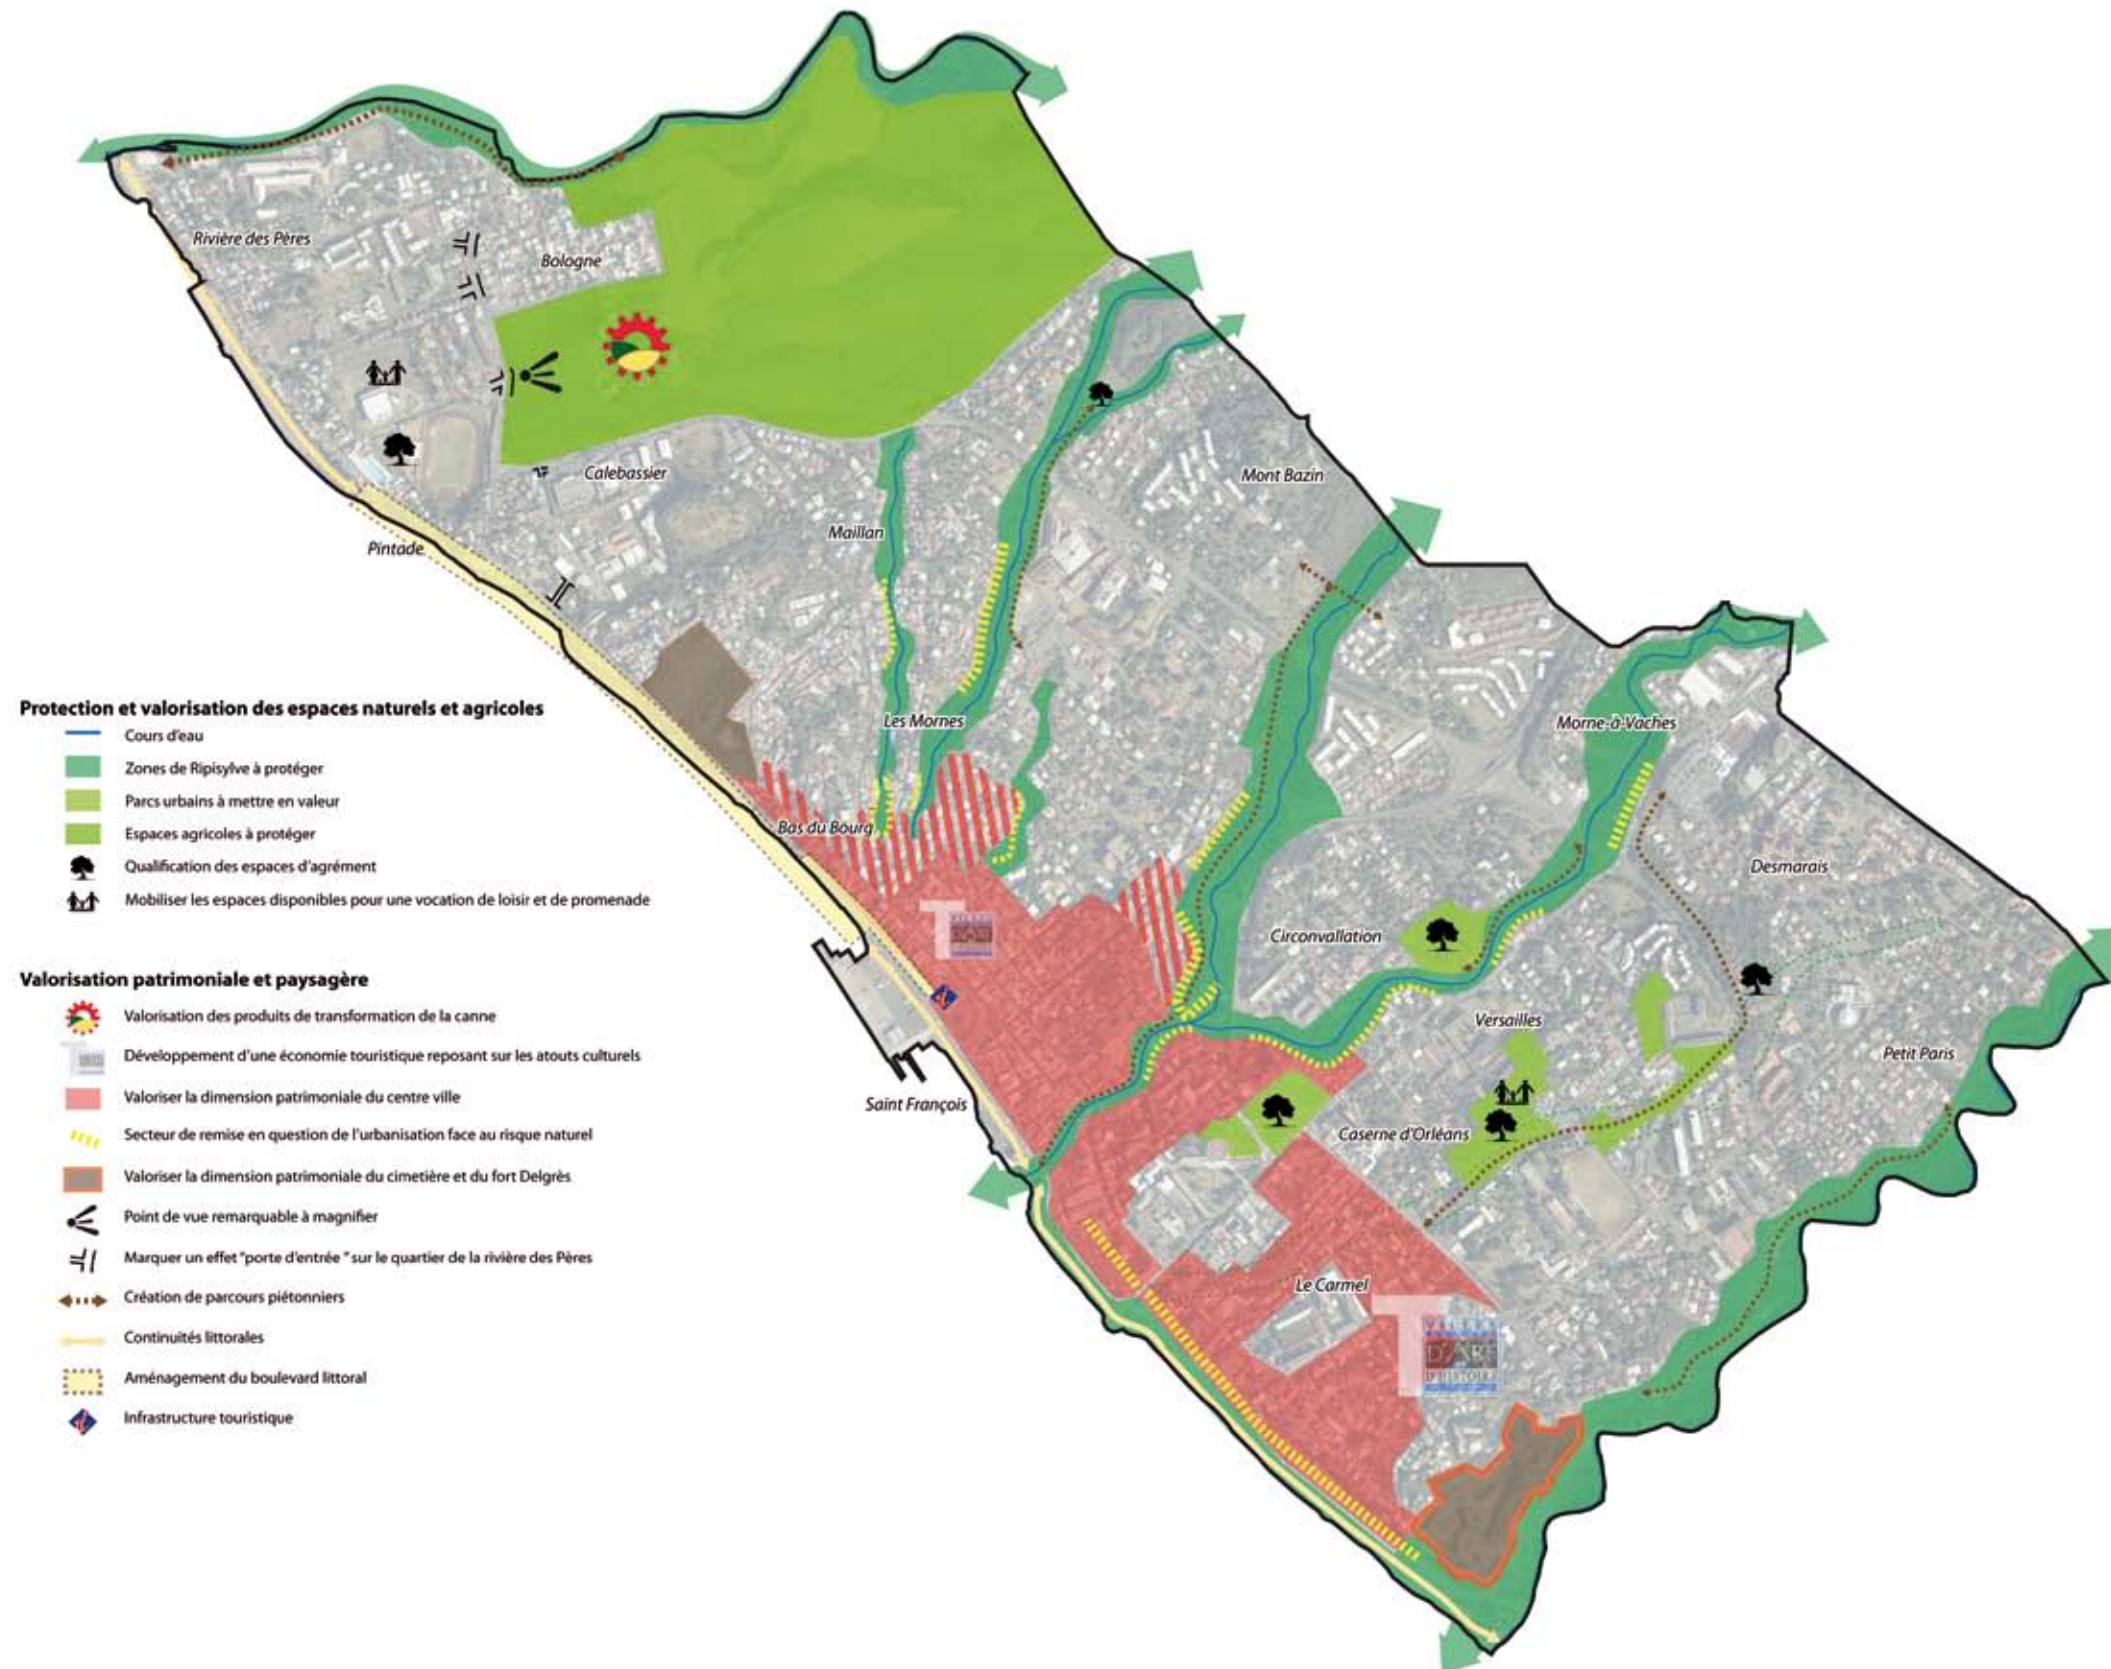 Rivière des Pères
Bologne
Calebassier
Pintade
Maillan
Mont Bazin
Les Mornes
Morne-à-Vaches
Bas du Bourg
Desmarais
Circonvallation
Versailles
Petit Paris
Saint François
Caserne d'Orléans
Le Carmel
VILLES
D'ART
D'HISTOIRE
Protection et valorisation des espaces naturels et agricoles
Cours d'eau
Zones de Ripisylve à protéger
Parcs urbains à mettre en valeur
Espaces agricoles à protéger
Qualification des espaces d'agrément
Mobiliser les espaces disponibles pour une vocation de loisir et de promenade
Valorisation patrimoniale et paysagère
Valorisation des produits de transformation de la canne
Développement d'une économie touristique reposant sur les atouts culturels
Valoriser la dimension patrimoniale du centre ville
Secteur de remise en question de l'urbanisation face au risque naturel
Valoriser la dimension patrimoniale du cimetière et du fort Delgrès
Point de vue remarquable à magnifier
Marquer un effet "porte d'entrée " sur le quartier de la rivière des Pères
Création de parcours piétonniers
Continuités littorales
Aménagement du boulevard littoral
Infrastructure touristique